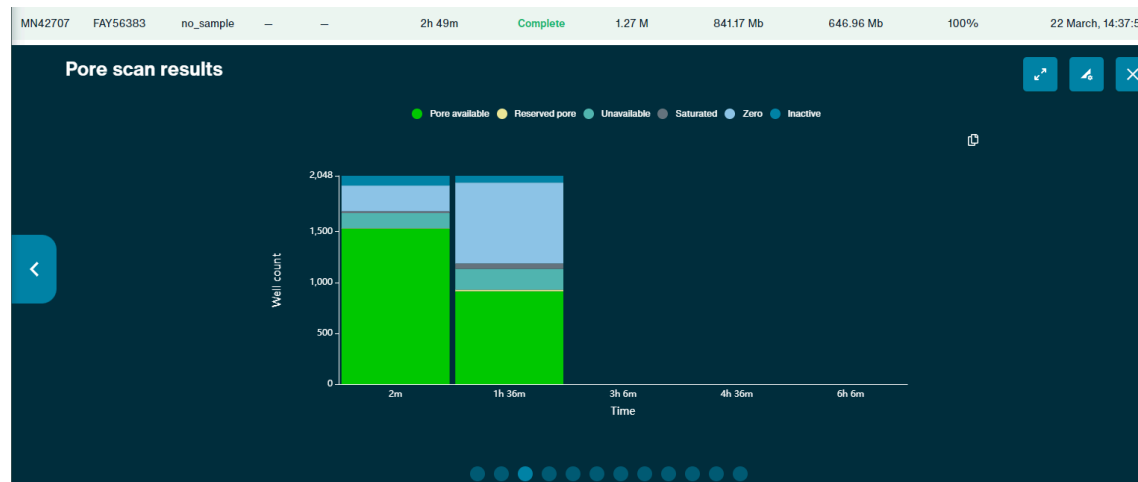 MN42707 FAY56383 no_sample – – 2h 49m Complete 1.27 M 841.17 Mb 646.96 Mb 100% 22 March, 14:37:5
Pore scan results
Pore available Reserved pore Unavailable Saturated Zero Inactive
2,048
1,500
1,000
500
0
Well count
2m 1h 36m 3h 6m 4h 36m 6h 6m
Time